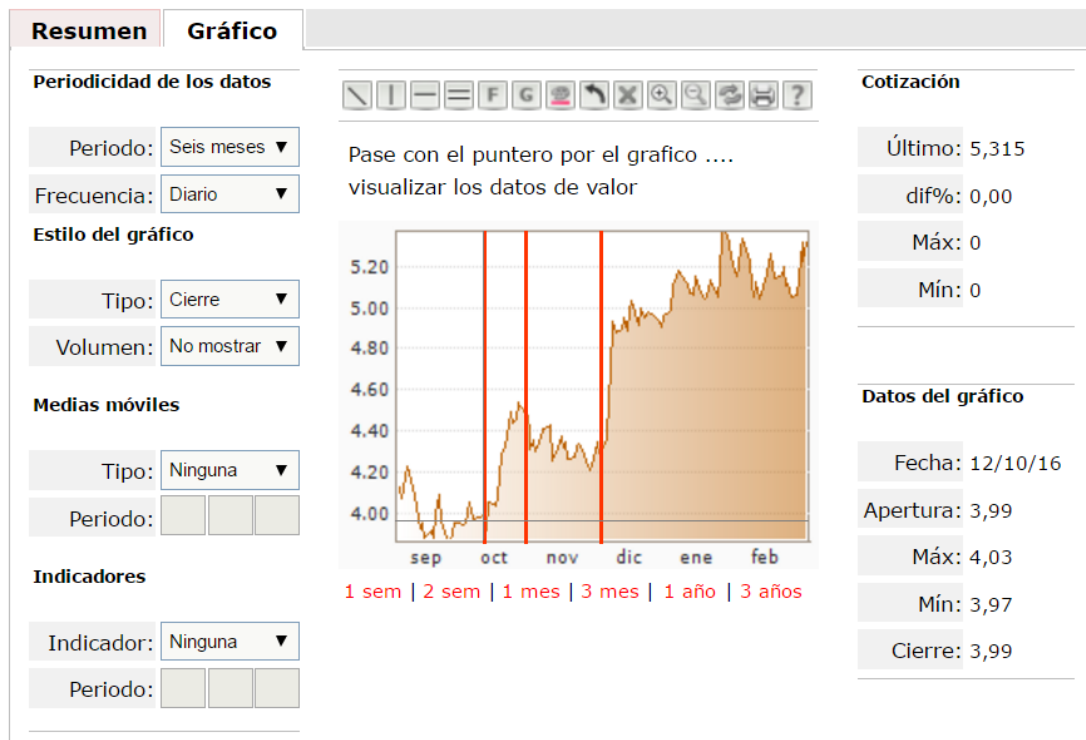 Resumen Gráfico
Periodicidad de los datos
Periodo: Seis meses ▼
Frecuencia: Diario ▼
Estilo del gráfico
Tipo: Cierre ▼
Volumen: No mostrar ▼
Medias móviles
Tipo: Ninguna ▼
Periodo:
Indicadores
Indicador: Ninguna ▼
Periodo:
F G ?
Pase con el puntero por el grafico ....
visualizar los datos de valor
5.20
5.00
4.80
4.60
4.40
4.20
4.00
sep oct nov dic ene feb
1 sem | 2 sem | 1 mes | 3 mes | 1 año | 3 años
Cotización
Último: 5,315
dif%: 0,00
Máx: 0
Mín: 0
Datos del gráfico
Fecha: 12/10/16
Apertura: 3,99
Máx: 4,03
Mín: 3,97
Cierre: 3,99